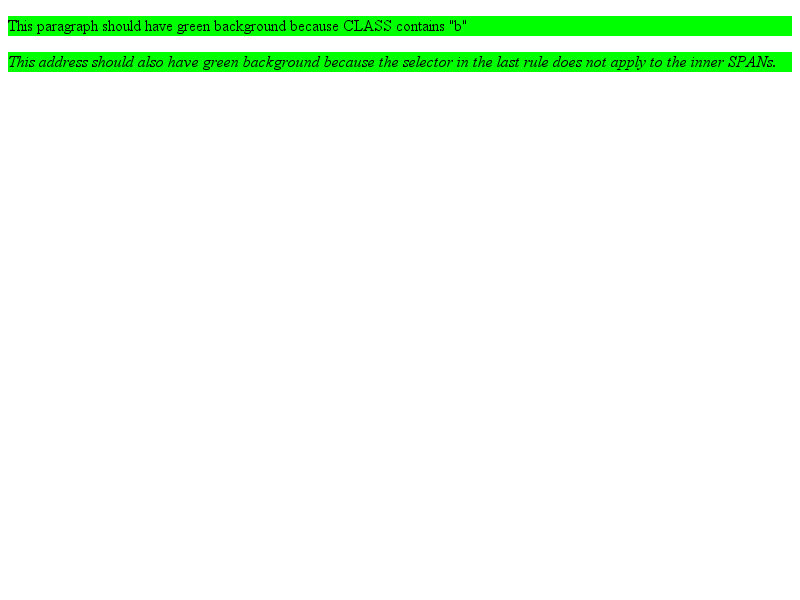 This paragraph should have green background because CLASS contains "b"
This address should also have green background because the selector in the last rule does not apply to the inner SPANs.